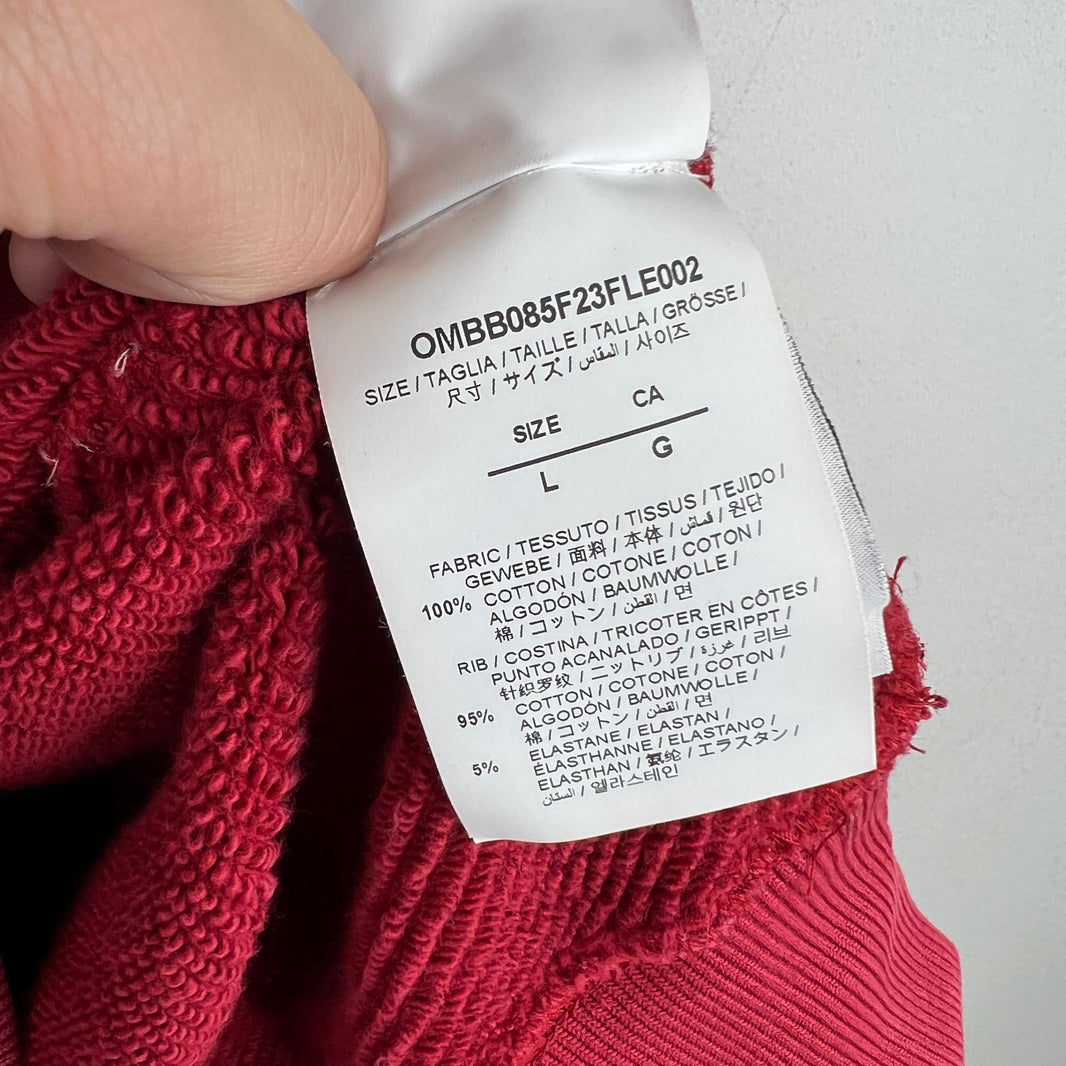 OMBB085F23FLE002
SIZE / TAGLIA / TAILLE / TALLA / GRÖSSE /
尺寸 / サイズ / المقاس / 사이즈
SIZE CA
L G
FABRIC / TESSUTO / TISSUS / TEJIDO /
GEWEBE / 面料 / 本体 / قماش / 원단
100% COTTON / COTONE / COTON /
ALGODÓN / BAUMWOLLE /
棉 / コットン / القطن / 면
RIB / COSTINA / TRICOTER EN CÔTES /
PUNTO ACANALADO / GERIPPT /
针织罗纹 / ニットリブ / غرزة / 리브
95% COTTON / COTONE / COTON /
ALGODÓN / BAUMWOLLE /
棉 / コットン / القطن / 면
5% ELASTANE / ELASTAN /
ÉLASTHANNE / ELASTANO /
ELASTHAN / 氨纶 / エラスタン /
/ 엘라스테인